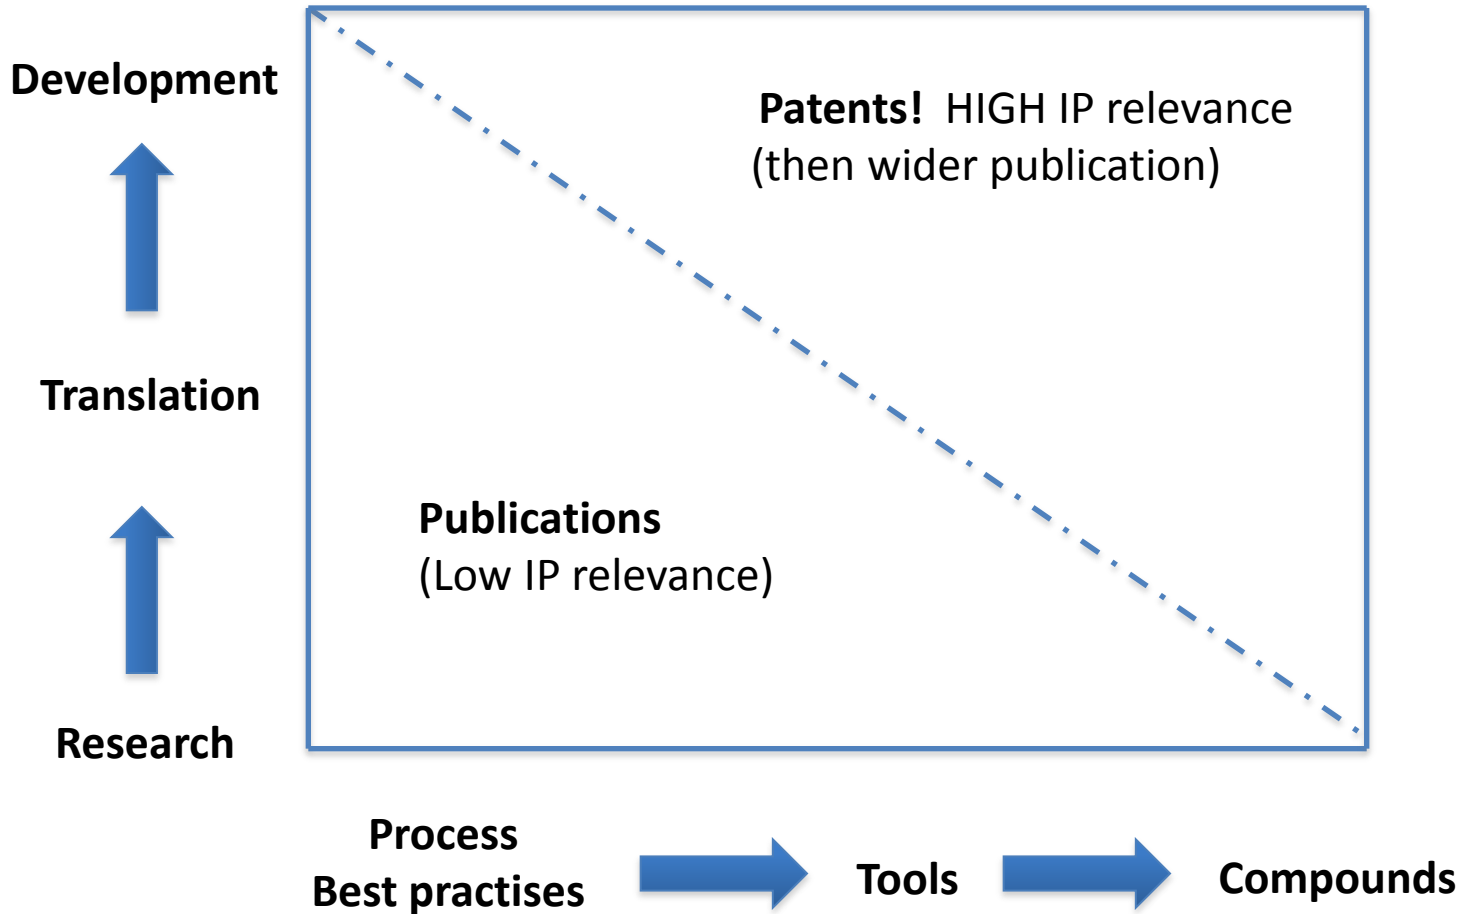 Development
Patents! HIGH IP relevance
(then wider publication)
Translation
Publications
(Low IP relevance)
Research
Process
Best practises
Tools
Compounds